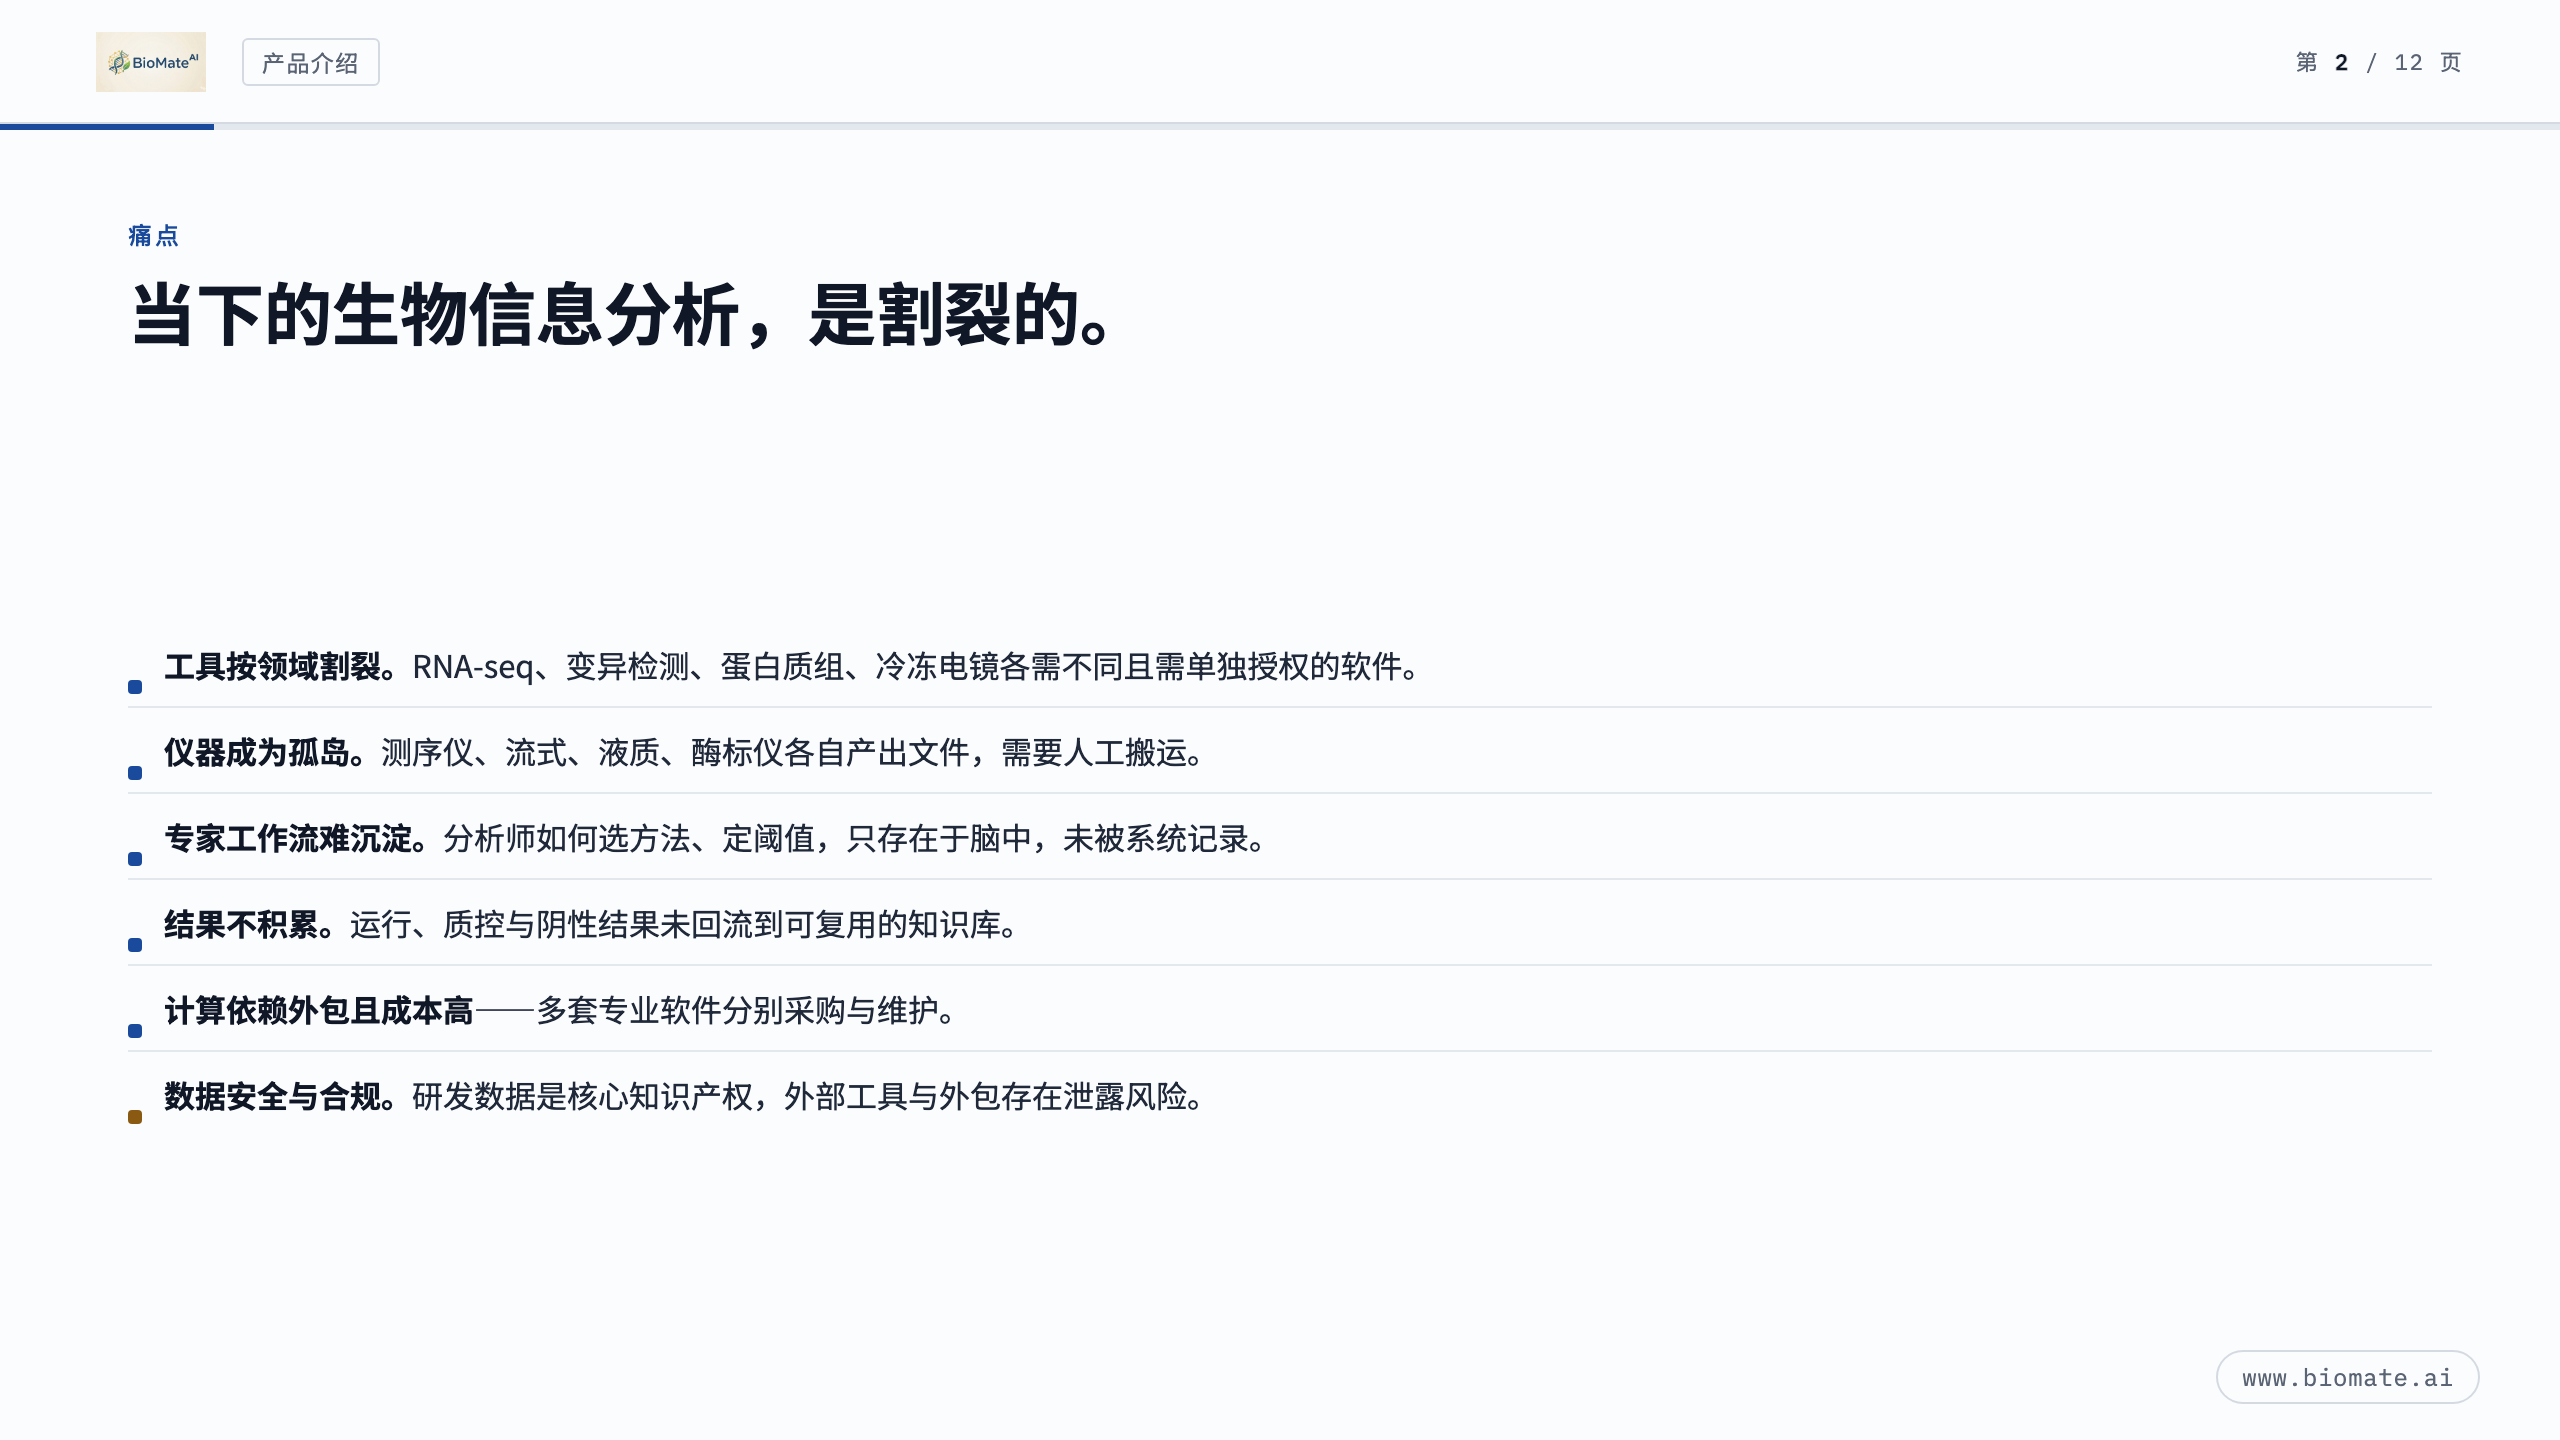 BioMate AI
产品介绍
第 2 / 12 页
痛点
当下的生物信息分析，是割裂的。
工具按领域割裂。RNA-seq、变异检测、蛋白质组、冷冻电镜各需不同且需单独授权的软件。
仪器成为孤岛。测序仪、流式、液质、酶标仪各自产出文件，需要人工搬运。
专家工作流难沉淀。分析师如何选方法、定阈值，只存在于脑中，未被系统记录。
结果不积累。运行、质控与阴性结果未回流到可复用的知识库。
计算依赖外包且成本高——多套专业软件分别采购与维护。
数据安全与合规。研发数据是核心知识产权，外部工具与外包存在泄露风险。
www.biomate.ai